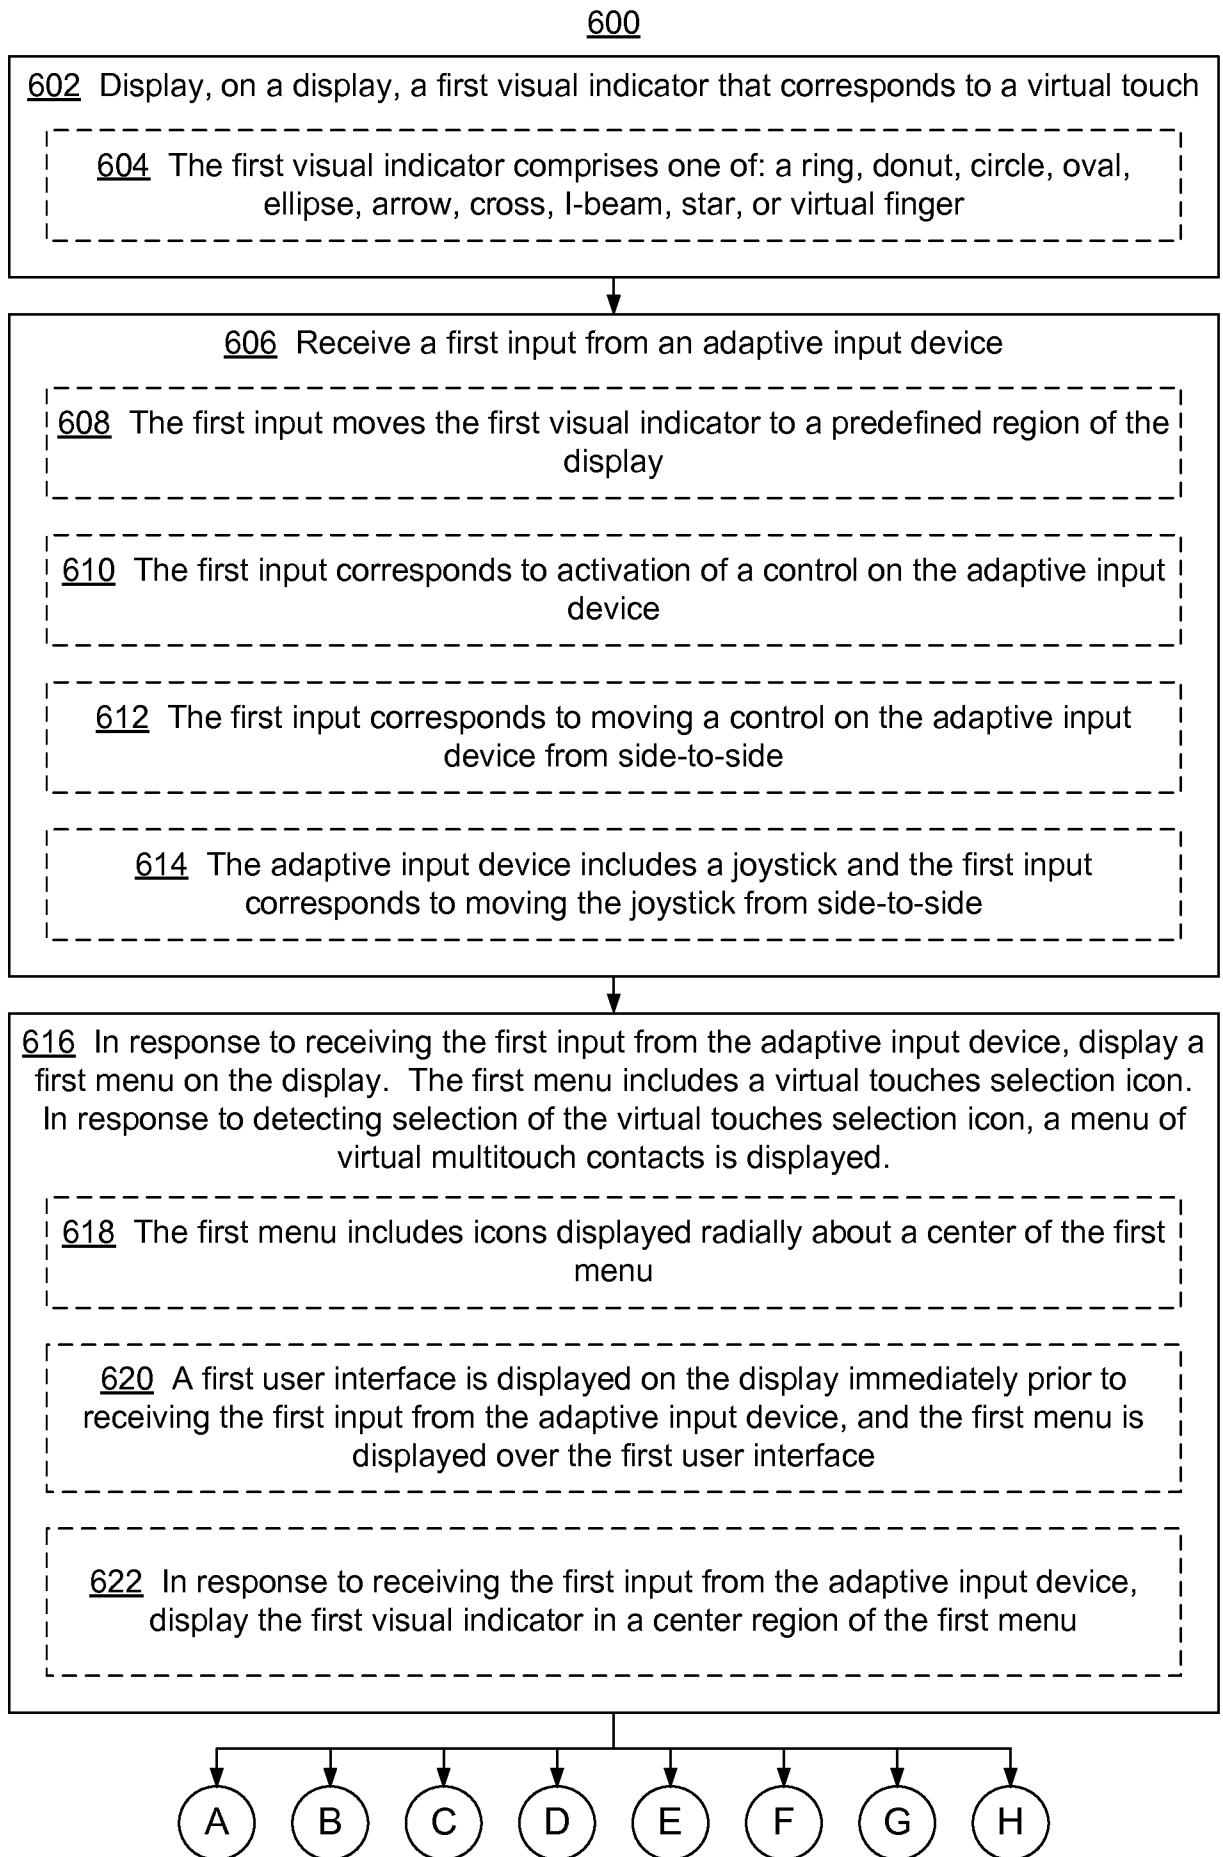 600
602 Display, on a display, a first visual indicator that corresponds to a virtual touch
604 The first visual indicator comprises one of: a ring, donut, circle, oval,
ellipse, arrow, cross, I-beam, star, or virtual finger
606 Receive a first input from an adaptive input device
608 The first input moves the first visual indicator to a predefined region of the
display
610 The first input corresponds to activation of a control on the adaptive input
device
612 The first input corresponds to moving a control on the adaptive input
device from side-to-side
614 The adaptive input device includes a joystick and the first input
corresponds to moving the joystick from side-to-side
616 In response to receiving the first input from the adaptive input device, display a
first menu on the display. The first menu includes a virtual touches selection icon.
In response to detecting selection of the virtual touches selection icon, a menu of
virtual multitouch contacts is displayed.
618 The first menu includes icons displayed radially about a center of the first
menu
620 A first user interface is displayed on the display immediately prior to
receiving the first input from the adaptive input device, and the first menu is
displayed over the first user interface
622 In response to receiving the first input from the adaptive input device,
display the first visual indicator in a center region of the first menu
A B C D E F G H